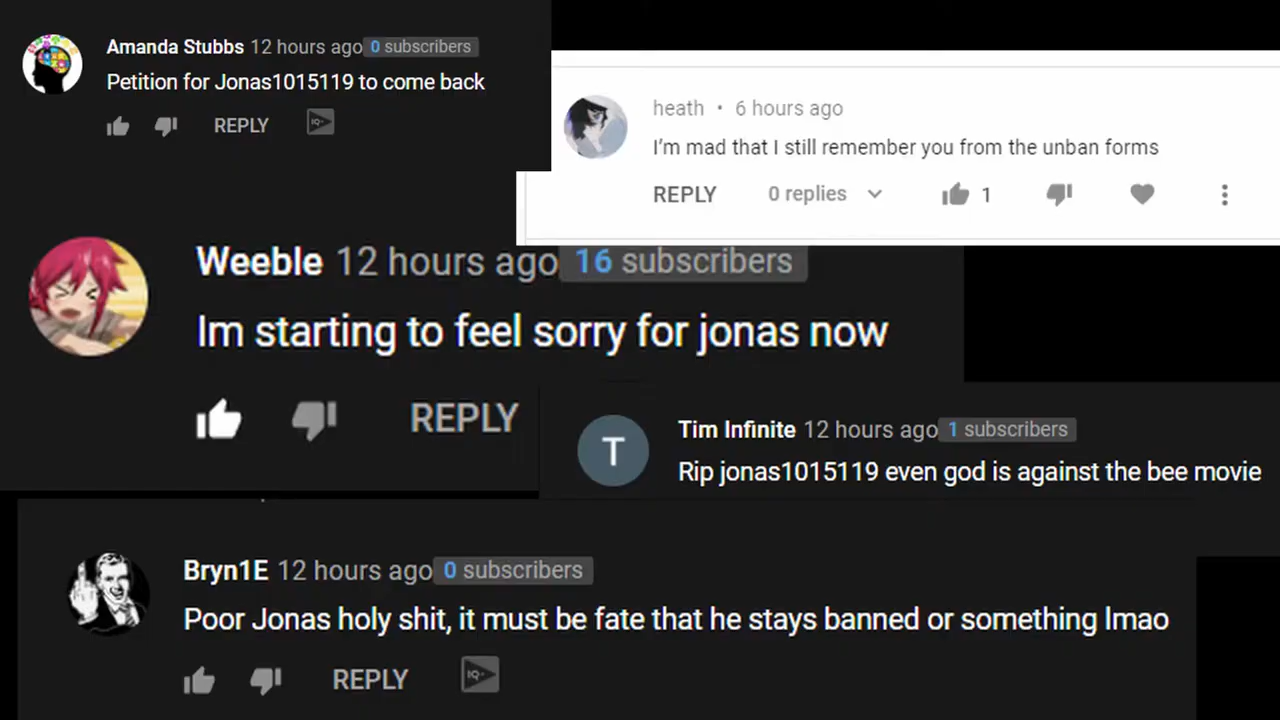 Amanda Stubbs 12 hours ago 0 subscribers
Petition for Jonas1015119 to come back
REPLY IQ
heath • 6 hours ago
I'm mad that I still remember you from the unban forms
REPLY 0 replies 1
Weeble 12 hours ago 16 subscribers
Im starting to feel sorry for jonas now
REPLY
T
Tim Infinite 12 hours ago 1 subscribers
Rip jonas1015119 even god is against the bee movie
Bryn1E 12 hours ago 0 subscribers
Poor Jonas holy shit, it must be fate that he stays banned or something lmao
REPLY IQ